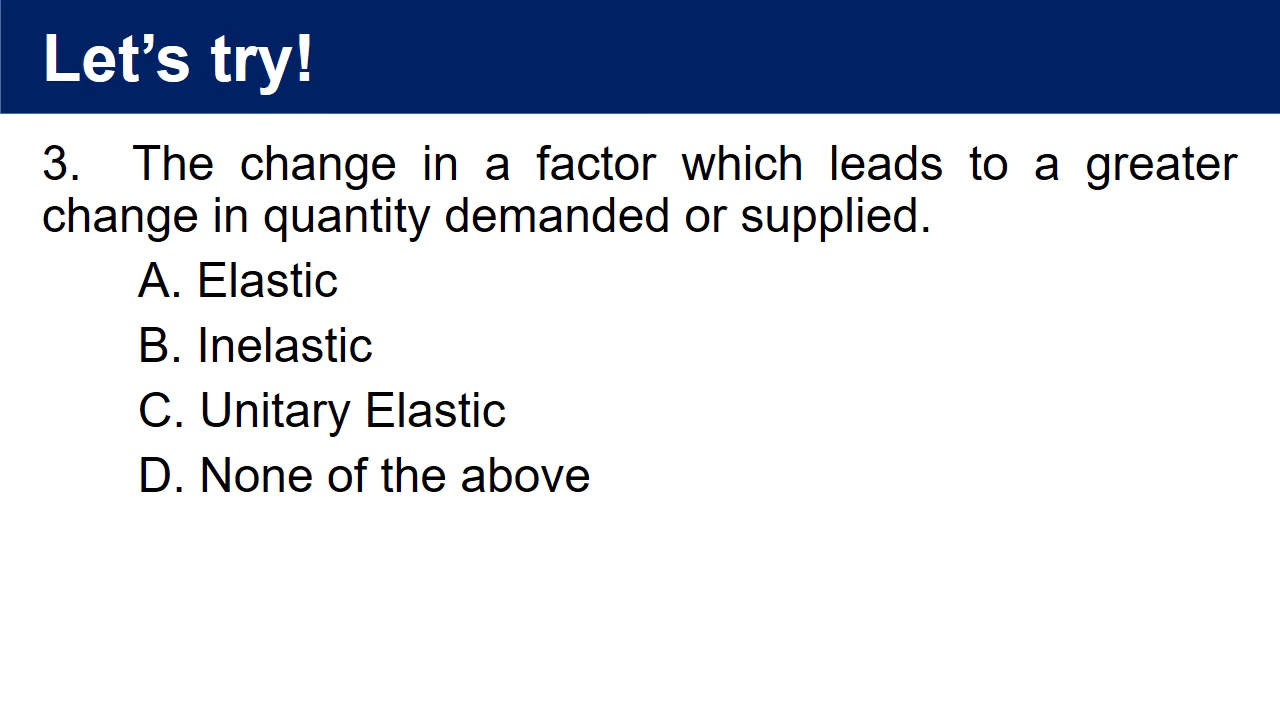 Let’s try!
3. The change in a factor which leads to a greater
change in quantity demanded or supplied.
A. Elastic
B. Inelastic
C. Unitary Elastic
D. None of the above